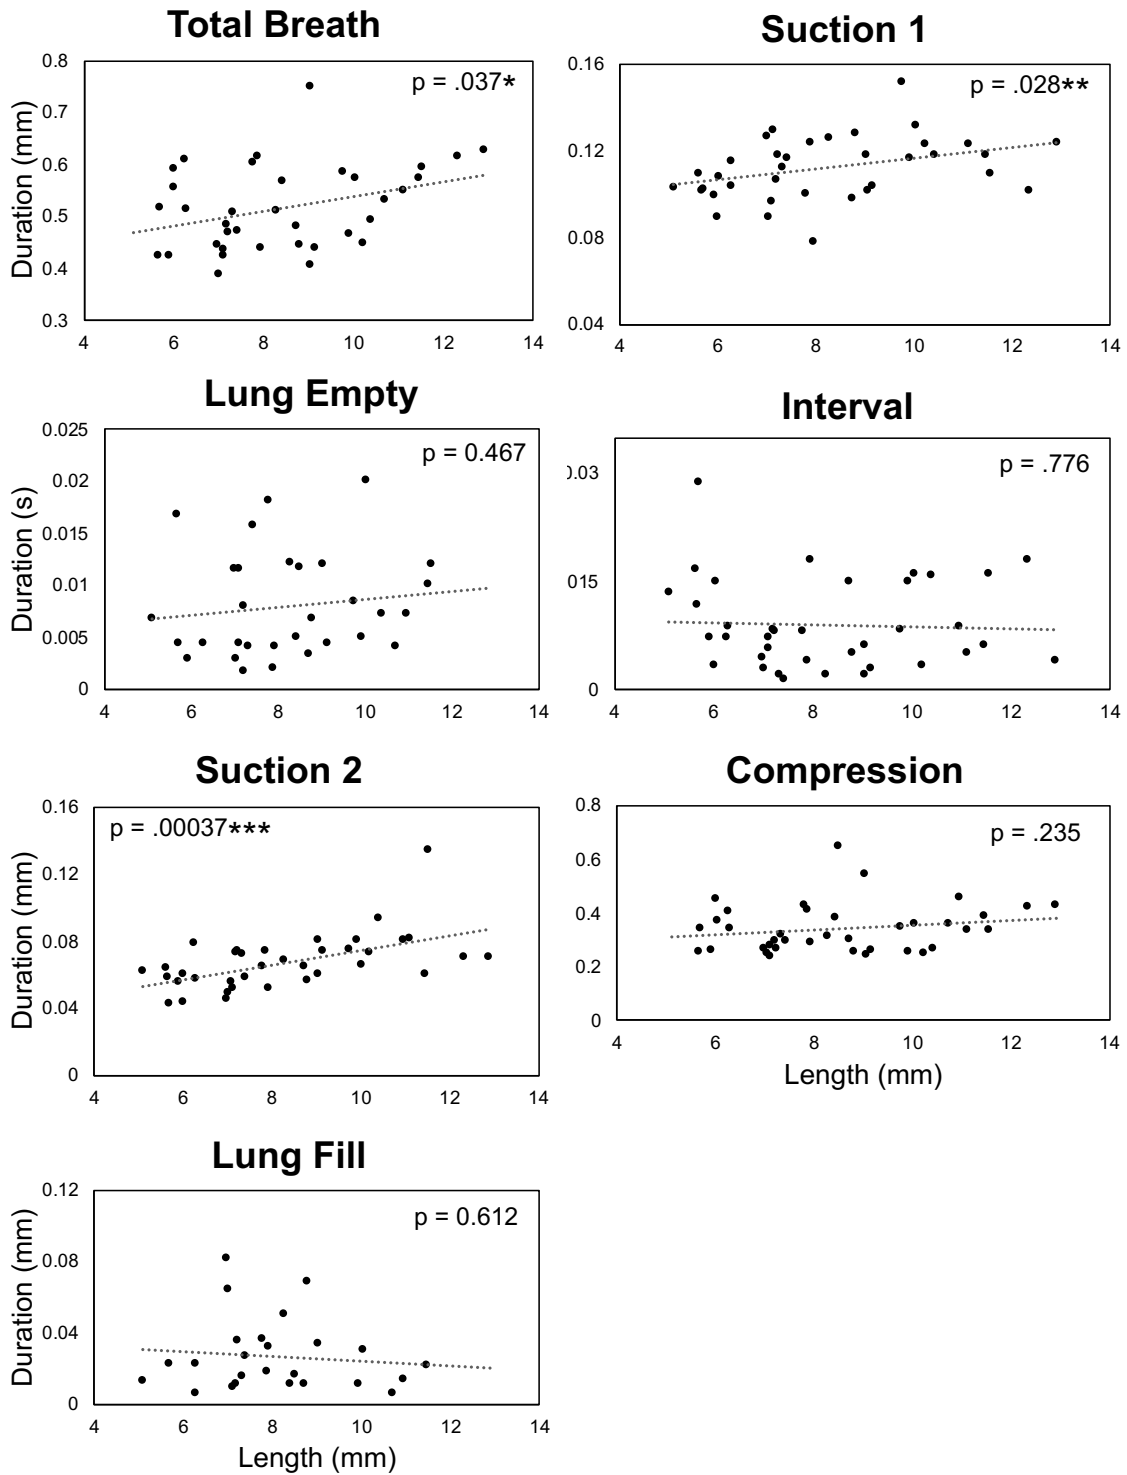 Total Breath
p = .037*
Duration (mm)
0.8
0.7
0.6
0.5
0.4
0.3
4 6 8 10 12 14
Suction 1
p = .028**
0.16
0.12
0.08
0.04
4 6 8 10 12 14
Lung Empty
p = 0.467
Duration (s)
0.025
0.02
0.015
0.01
0.005
0
4 6 8 10 12 14
Interval
p = .776
0.03
15
0
4 6 8 10 12 14
Suction 2
p = .00037***
Duration (mm)
0.16
0.12
0.08
0.04
0
4 6 8 10 12 14
Compression
p = .235
0.8
0.6
0.4
0.2
0
4 6 8 10 12 14
Length (mm)
Lung Fill
p = 0.612
Duration (mm)
0.12
0.08
0.04
0
4 6 8 10 12 14
Length (mm)